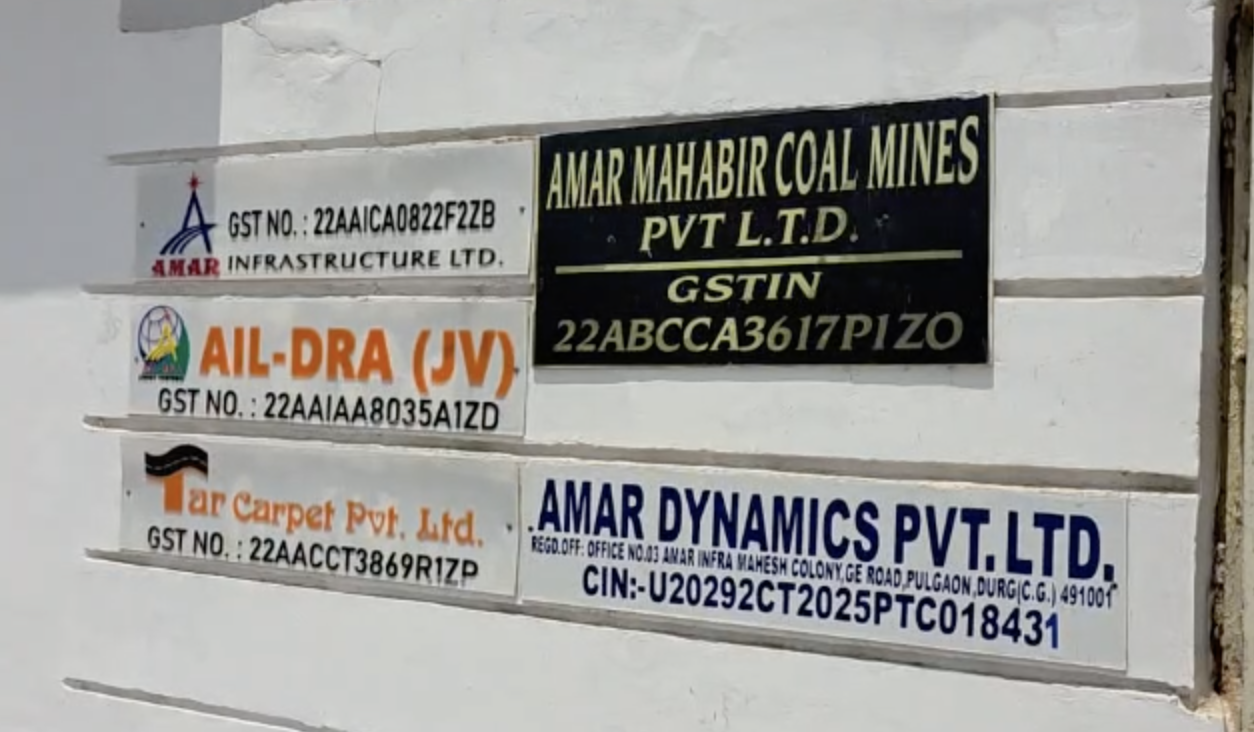 GST NO. : 22AAICA0822F2ZB
AMAR INFRASTRUCTURE LTD.
AIL-DRA (JV)
GST NO. : 22AAIAA8035A1ZD
Tar Carpet Pvt. Ltd.
GST NO. : 22AACCT3869R1ZP
AMAR MAHABIR COAL MINES
PVT L.T.D.
GSTIN
22ABCCA3617P1ZO
AMAR DYNAMICS PVT.LTD.
REGD.OFF: OFFICE NO.03 AMAR INFRA MAHESH COLONY,GE ROAD,PULGAON,DURG(C.G.) 491001
CIN:-U20292CT2025PTC018431